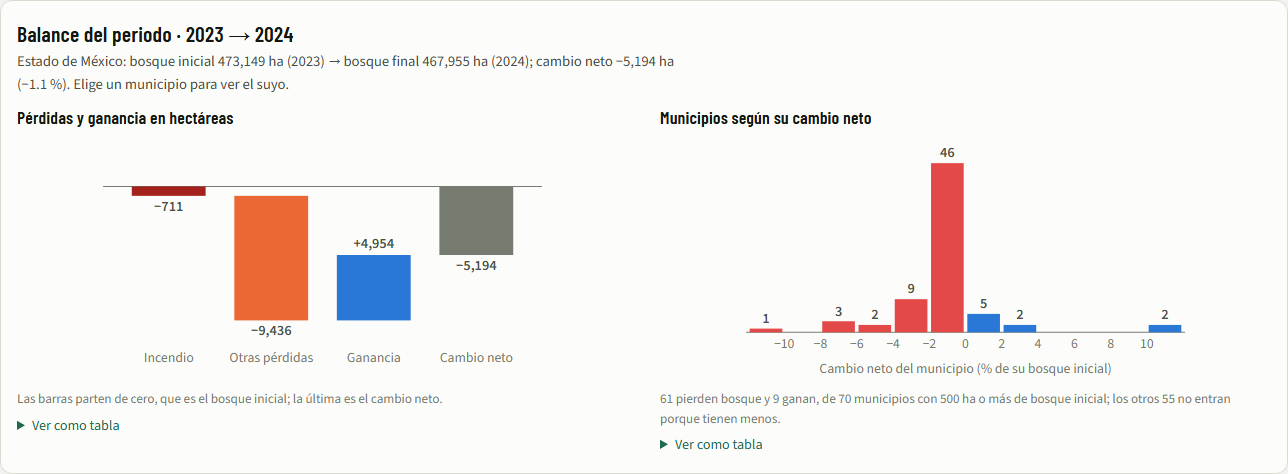 Balance del periodo · 2023 → 2024
Estado de México: bosque inicial 473,149 ha (2023) → bosque final 467,955 ha (2024); cambio neto −5,194 ha
(−1.1 %). Elige un municipio para ver el suyo.
Pérdidas y ganancia en hectáreas
−711
+4,954
−5,194
−9,436
Incendio Otras pérdidas Ganancia Cambio neto
Las barras parten de cero, que es el bosque inicial; la última es el cambio neto.
▶ Ver como tabla
Municipios según su cambio neto
46
9
5
3
2
2
2
1
−10 −8 −6 −4 −2 0 2 4 6 8 10
Cambio neto del municipio (% de su bosque inicial)
61 pierden bosque y 9 ganan, de 70 municipios con 500 ha o más de bosque inicial; los otros 55 no entran
porque tienen menos.
▶ Ver como tabla